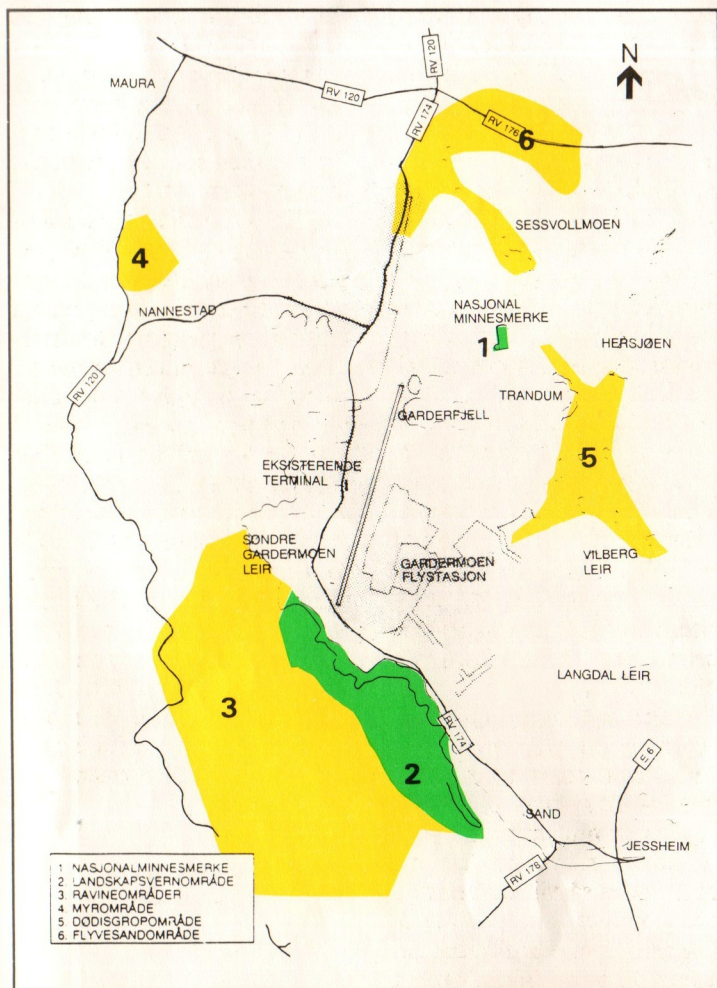 N
RV 120
MAURA
RV 120
RV 174
RV 176
6
SESSVOLLMOEN
4
NANNESTAD
NASJONAL
MINNESMERKE
1
HERSJØEN
RV 120
TRANDUM
GARDERFJELL
5
EKSISTERENDE
TERMINAL
SØNDRE
GARDERMOEN
LEIR
GARDERMOEN
FLYSTASJON
VILBERG
LEIR
LANGDAL LEIR
3
2
RV 174
E 6
SAND
JESSHEIM
RV 178
1 NASJONALMINNESMERKE
2 LANDSKAPSVERNOMRÅDE
3. RAVINEOMRÅDER
4 MYROMRÅDE
5. DØDISGROPOMRÅDE
6. FLYVESANDOMRÅDE